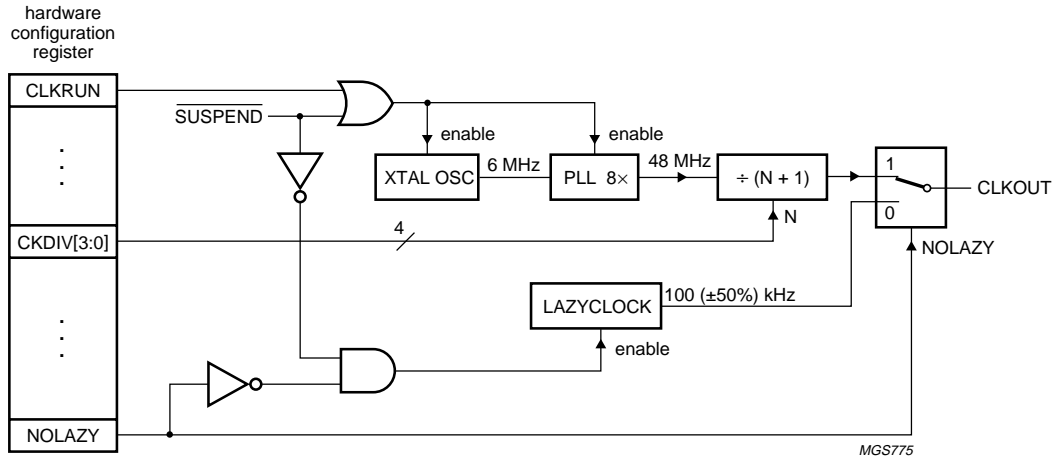 hardware
configuration
register
CLKRUN
SUSPEND
enable
enable
XTAL OSC
6 MHz
PLL 8×
48 MHz
÷ (N + 1)
1
0
CLKOUT
N
CKDIV[3:0]
4
NOLAZY
LAZYCLOCK
100 (±50%) kHz
enable
NOLAZY
MGS775